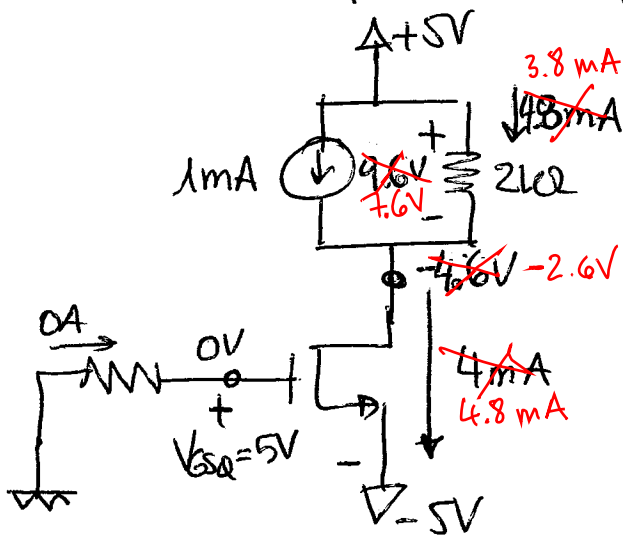 +5V
3.8 mA
4.8mA
1mA
+
9.6V
7.6V
-
2kΩ
-4.6V -2.6V
0A
0V
4mA
4.8 mA
+
VGSQ=5V
-
-5V